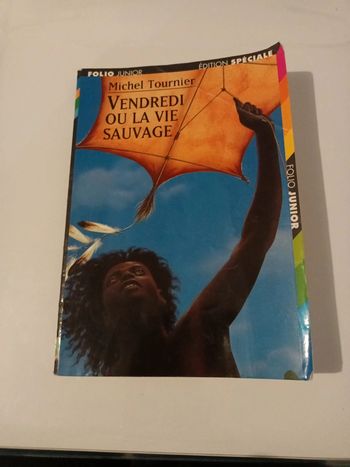 FOLIO JUNIOR
ÉDITION SPÉCIALE
Michel Tournier
VENDREDI
OU LA VIE
SAUVAGE
FOLIO JUNIOR